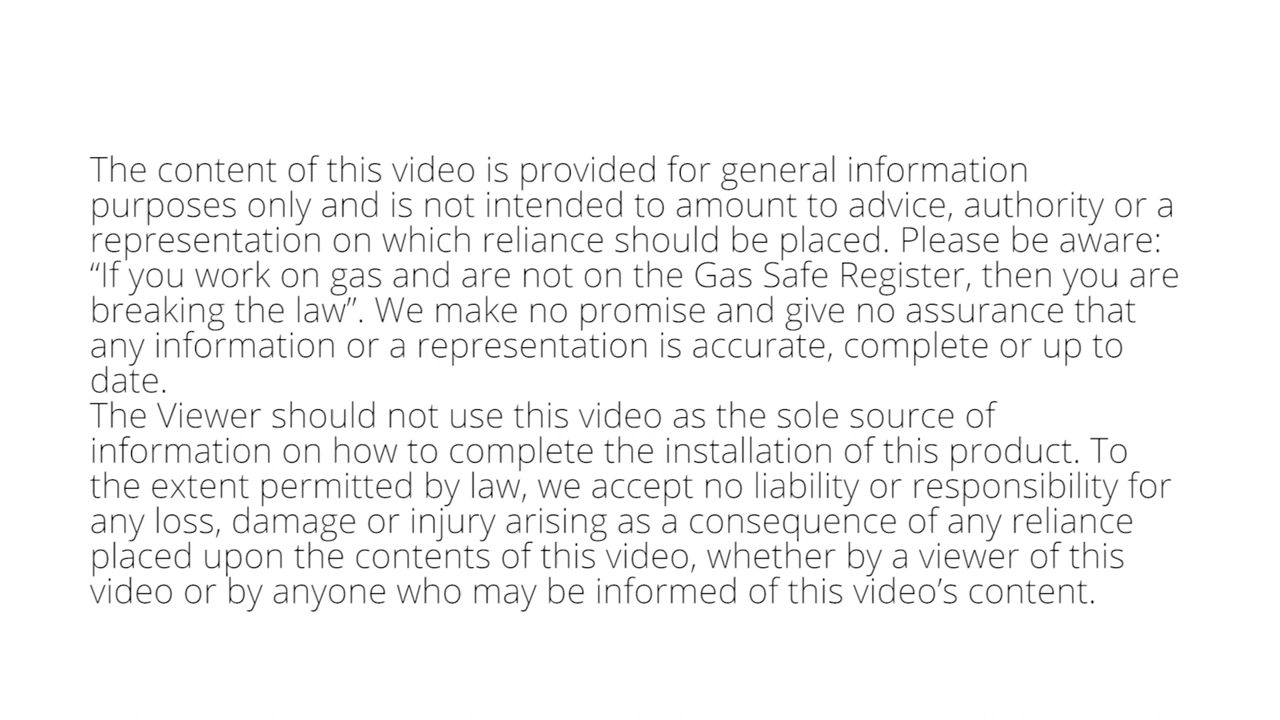 The content of this video is provided for general information
purposes only and is not intended to amount to advice, authority or a
representation on which reliance should be placed. Please be aware:
“If you work on gas and are not on the Gas Safe Register, then you are
breaking the law”. We make no promise and give no assurance that
any information or a representation is accurate, complete or up to
date.
The Viewer should not use this video as the sole source of
information on how to complete the installation of this product. To
the extent permitted by law, we accept no liability or responsibility for
any loss, damage or injury arising as a consequence of any reliance
placed upon the contents of this video, whether by a viewer of this
video or by anyone who may be informed of this video’s content.